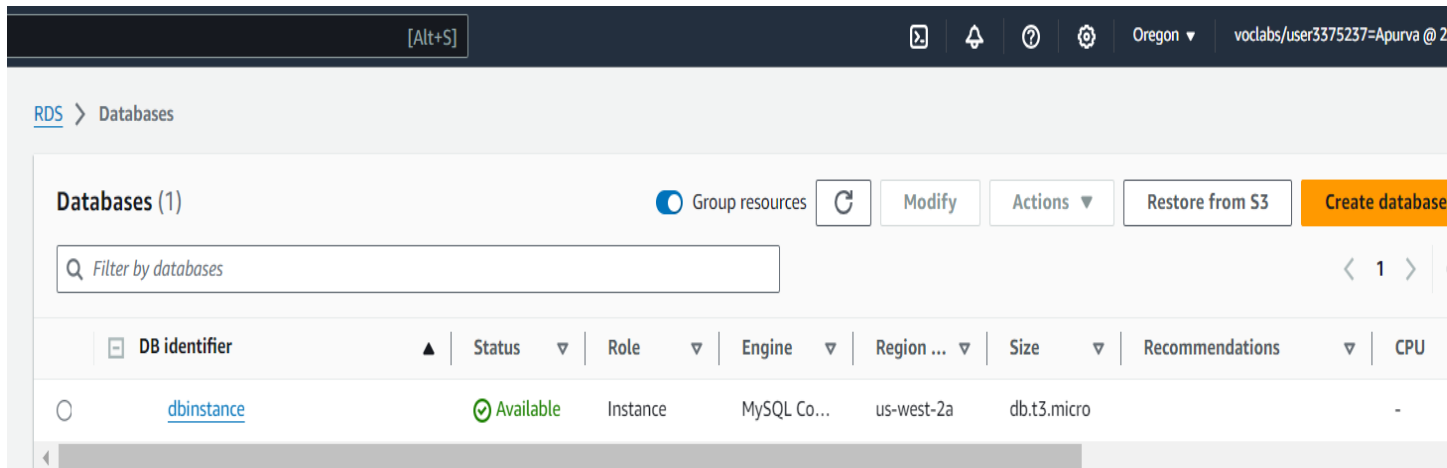 [Alt+S] Oregon ▼ voclabs/user3375237=Apurva @ 2
RDS > Databases
Databases (1) Group resources Modify Actions ▼ Restore from S3 Create database
Filter by databases 1
DB identifier Status Role Engine Region ... Size Recommendations CPU
dbinstance Available Instance MySQL Co... us-west-2a db.t3.micro -